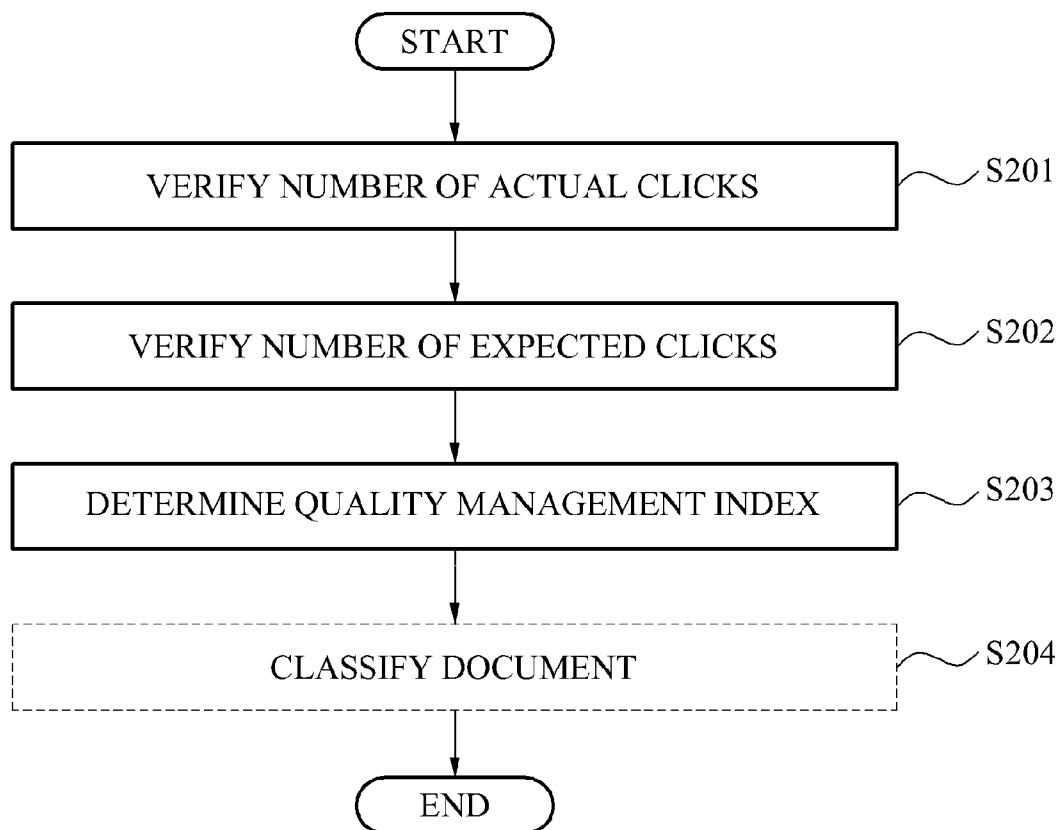 START
VERIFY NUMBER OF ACTUAL CLICKS
S201
VERIFY NUMBER OF EXPECTED CLICKS
S202
DETERMINE QUALITY MANAGEMENT INDEX
S203
CLASSIFY DOCUMENT
S204
END